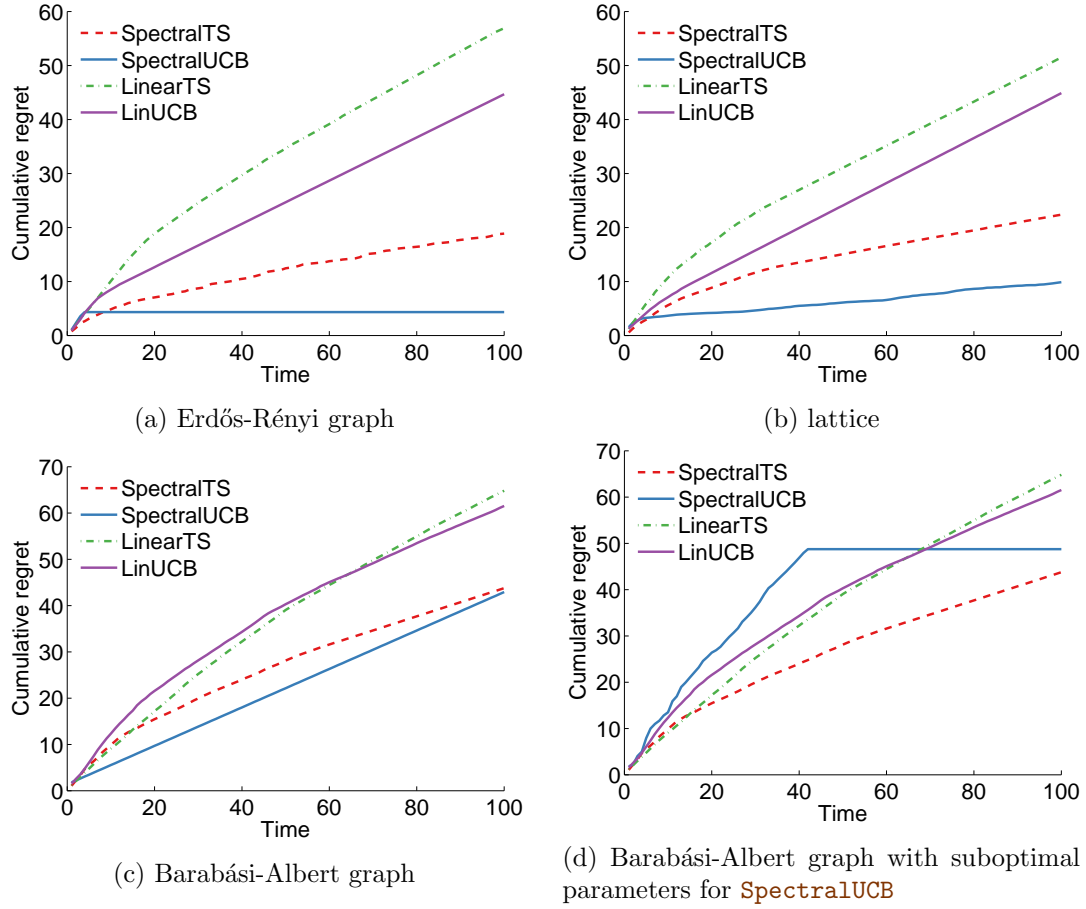 60
50
40
30
20
10
0
Cumulative regret
SpectralTS
SpectralUCB
LinearTS
LinUCB
0 20 40 60 80 100
Time
(a) Erdős-Rényi graph
60
50
40
30
20
10
0
Cumulative regret
SpectralTS
SpectralUCB
LinearTS
LinUCB
0 20 40 60 80 100
Time
(b) lattice
70
60
50
40
30
20
10
0
Cumulative regret
SpectralTS
SpectralUCB
LinearTS
LinUCB
0 20 40 60 80 100
Time
(c) Barabási-Albert graph
70
60
50
40
30
20
10
0
Cumulative regret
SpectralTS
SpectralUCB
LinearTS
LinUCB
0 20 40 60 80 100
Time
(d) Barabási-Albert graph with suboptimal
parameters for SpectralUCB